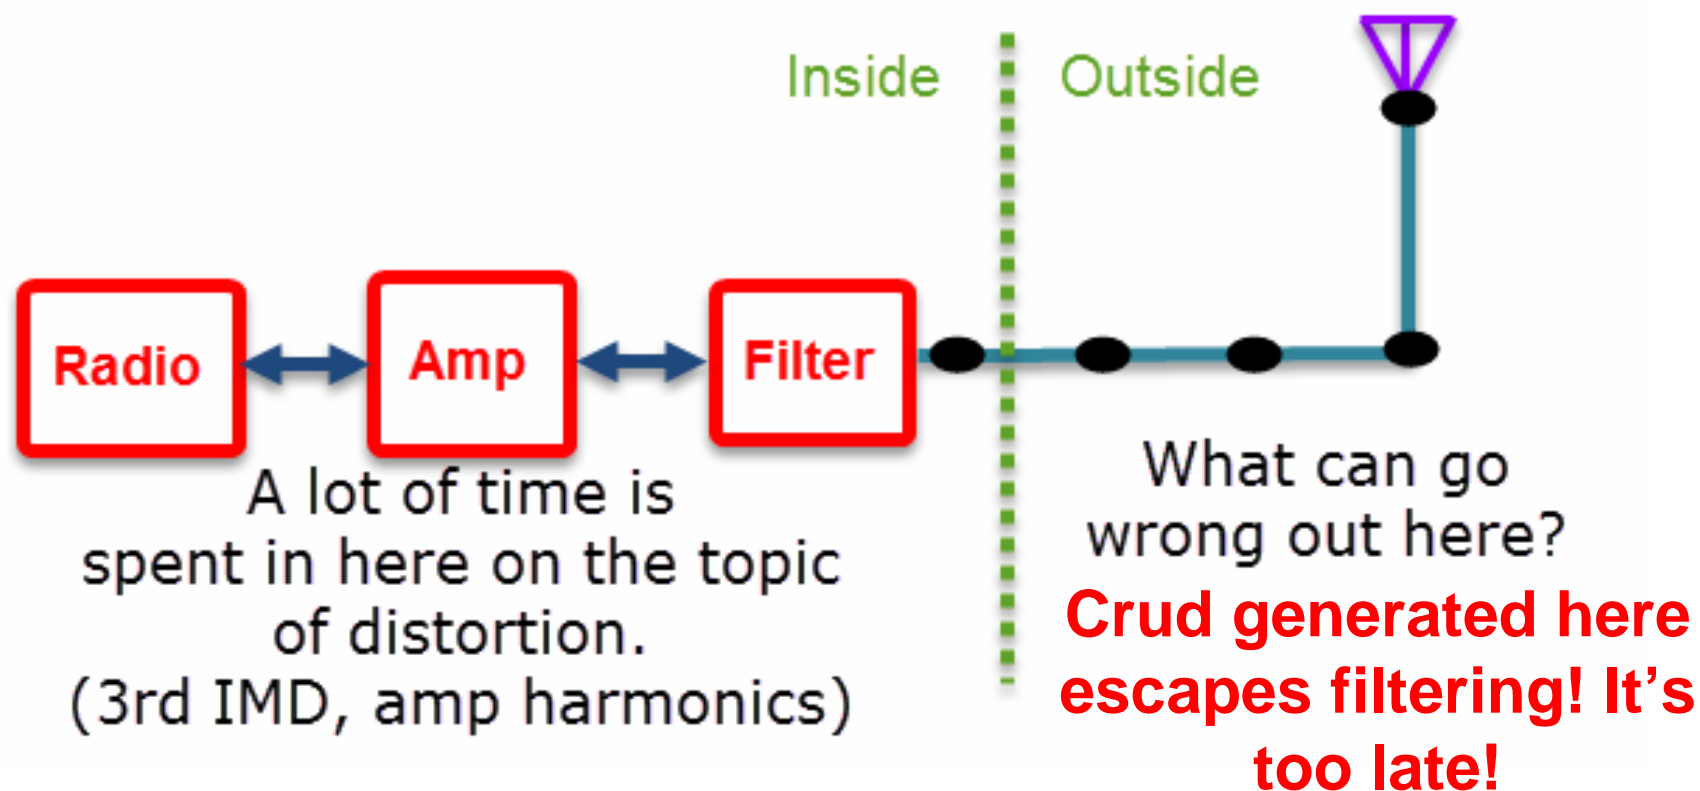 Inside
Outside
Radio
Amp
Filter
A lot of time is
spent in here on the topic
of distortion.
(3rd IMD, amp harmonics)
What can go
wrong out here?
Crud generated here
escapes filtering! It’s
too late!